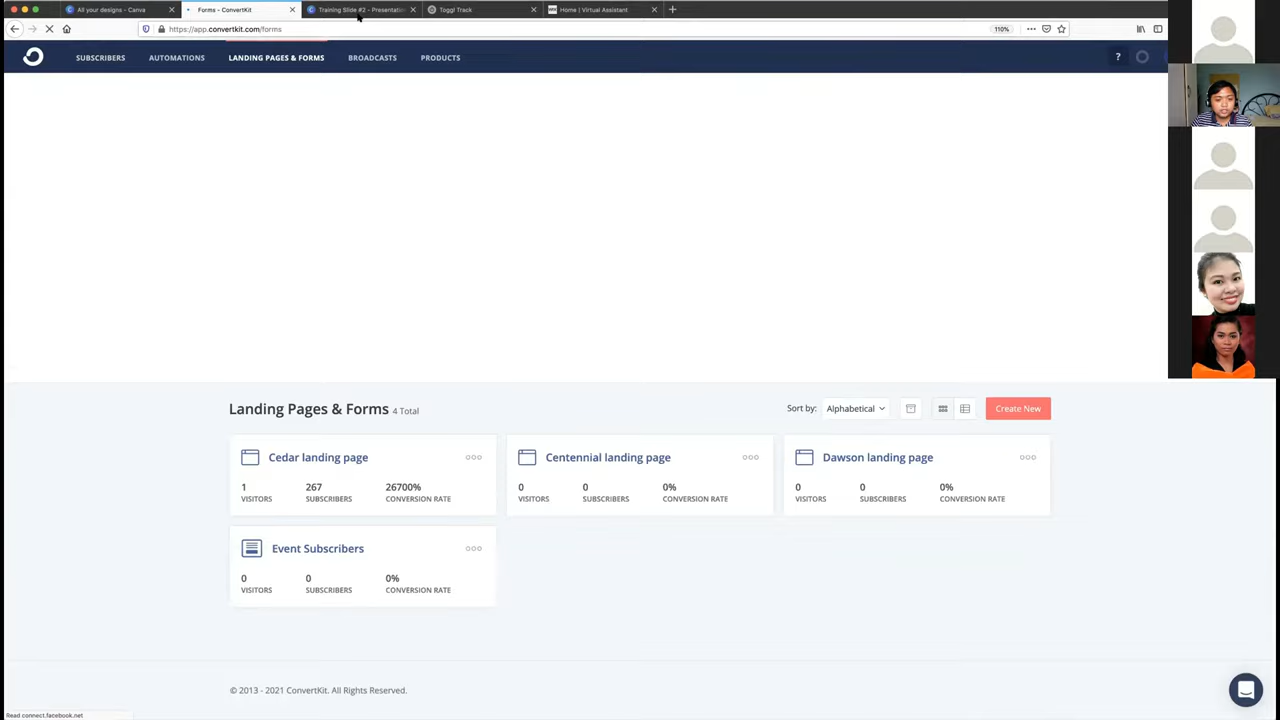 All your designs - Canva
Forms - ConvertKit
Training Slide #2 - Presentation
Toggl Track
Home | Virtual Assistant
https://app.convertkit.com/forms
110%
SUBSCRIBERS
AUTOMATIONS
LANDING PAGES & FORMS
BROADCASTS
PRODUCTS
?
Landing Pages & Forms 4 Total
Sort by: Alphabetical
Create New
Cedar landing page
1
VISITORS
267
SUBSCRIBERS
26700%
CONVERSION RATE
Centennial landing page
0
VISITORS
0
SUBSCRIBERS
0%
CONVERSION RATE
Dawson landing page
0
VISITORS
0
SUBSCRIBERS
0%
CONVERSION RATE
Event Subscribers
0
VISITORS
0
SUBSCRIBERS
0%
CONVERSION RATE
© 2013 - 2021 ConvertKit. All Rights Reserved.
Read connect.facebook.net